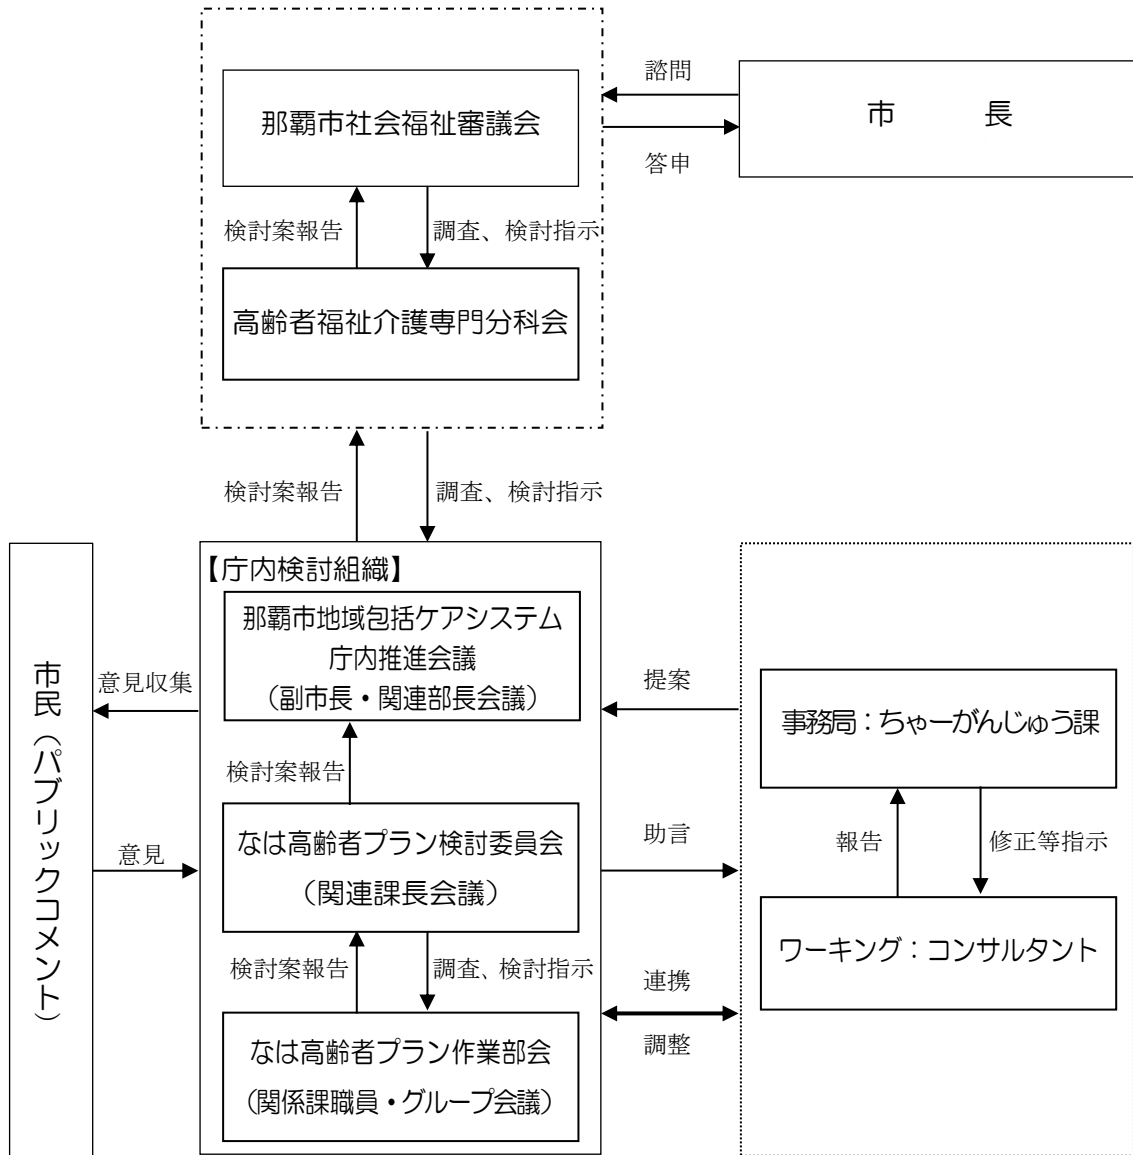 諮問
市　長
那覇市社会福祉審議会
答申
検討案報告
調査、検討指示
高齢者福祉介護専門分科会
検討案報告
調査、検討指示
【庁内検討組織】
那覇市地域包括ケアシステム
庁内推進会議
（副市長・関連部長会議）
市民（パブリックコメント）
意見収集
提案
事務局：ちゃーがんじゅう課
検討案報告
なは高齢者プラン検討委員会
（関連課長会議）
意見
助言
報告
修正等指示
ワーキング：コンサルタント
検討案報告
調査、検討指示
連携
調整
なは高齢者プラン作業部会
（関係課職員・グループ会議）